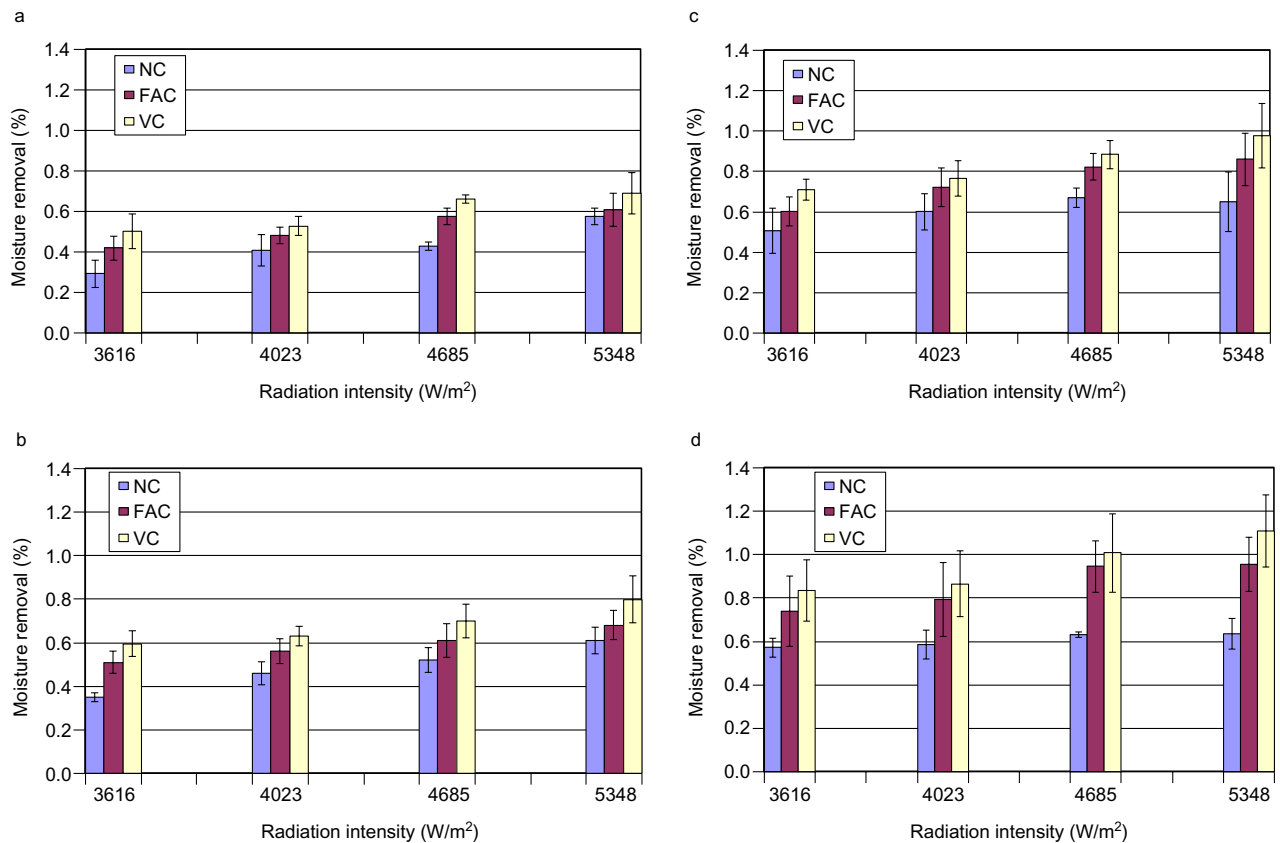 a
1.4
1.2
1.0
0.8
0.6
0.4
0.2
0.0
Moisture removal (%)
NC
FAC
VC
3616 4023 4685 5348
Radiation intensity (W/m²)
b
1.4
1.2
1.0
0.8
0.6
0.4
0.2
0.0
Moisture removal (%)
NC
FAC
VC
3616 4023 4685 5348
Radiation intensity (W/m²)
c
1.4
1.2
1.0
0.8
0.6
0.4
0.2
0.0
Moisture removal (%)
NC
FAC
VC
3616 4023 4685 5348
Radiation intensity (W/m²)
d
1.4
1.2
1.0
0.8
0.6
0.4
0.2
0.0
Moisture removal (%)
NC
FAC
VC
3616 4023 4685 5348
Radiation intensity (W/m²)